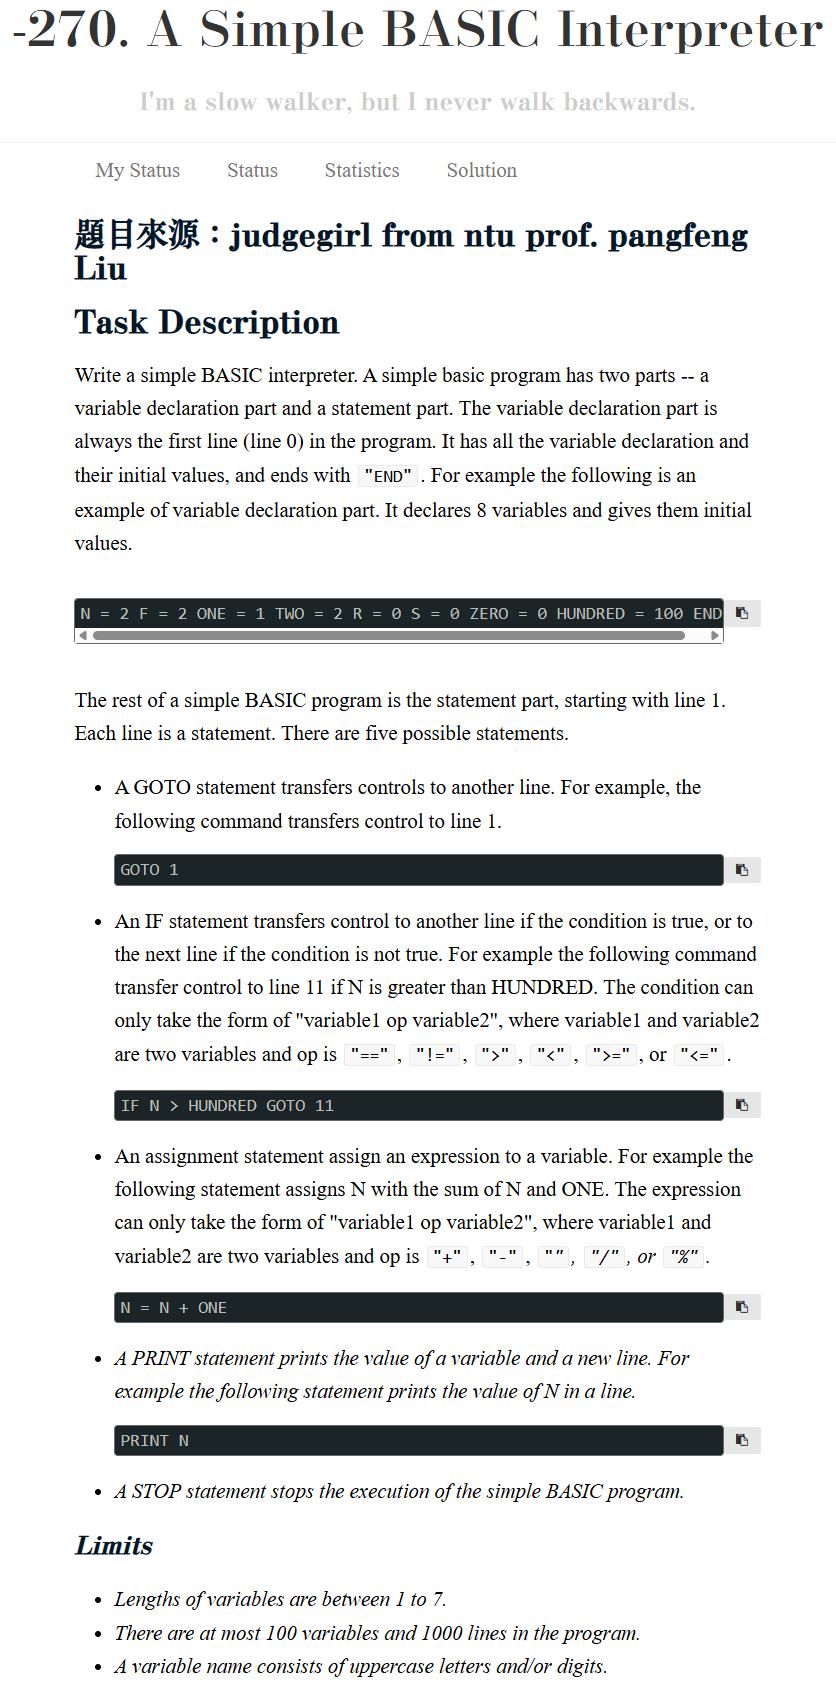 -270. A Simple BASIC Interpreter
I'm a slow walker, but I never walk backwards.
My Status Status Statistics Solution
題目來源：judgegirl from ntu prof. pangfeng
Liu
Task Description
Write a simple BASIC interpreter. A simple basic program has two parts -- a
variable declaration part and a statement part. The variable declaration part is
always the first line (line 0) in the program. It has all the variable declaration and
their initial values, and ends with "END" . For example the following is an
example of variable declaration part. It declares 8 variables and gives them initial
values.
N = 2 F = 2 ONE = 1 TWO = 2 R = 0 S = 0 ZERO = 0 HUNDRED = 100 END
The rest of a simple BASIC program is the statement part, starting with line 1.
Each line is a statement. There are five possible statements.
• A GOTO statement transfers controls to another line. For example, the
following command transfers control to line 1.
GOTO 1
• An IF statement transfers control to another line if the condition is true, or to
the next line if the condition is not true. For example the following command
transfer control to line 11 if N is greater than HUNDRED. The condition can
only take the form of "variable1 op variable2", where variable1 and variable2
are two variables and op is "==" , "!=" , ">" , "<" , ">=" , or "<=" .
IF N > HUNDRED GOTO 11
• An assignment statement assign an expression to a variable. For example the
following statement assigns N with the sum of N and ONE. The expression
can only take the form of "variable1 op variable2", where variable1 and
variable2 are two variables and op is "+" , "-" , "" , "/" , or "%" .
N = N + ONE
• A PRINT statement prints the value of a variable and a new line. For
example the following statement prints the value of N in a line.
PRINT N
• A STOP statement stops the execution of the simple BASIC program.
Limits
• Lengths of variables are between 1 to 7.
• There are at most 100 variables and 1000 lines in the program.
• A variable name consists of uppercase letters and/or digits.